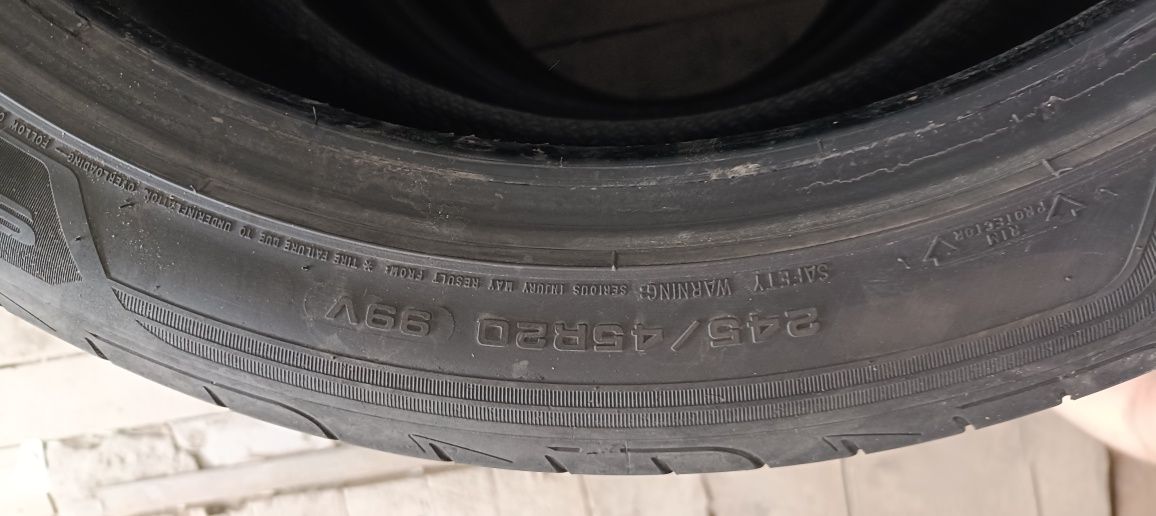 245/45R20 (99V)
SAFETY WARNING: SERIOUS INJURY MAY RESULT FROM: * TIRE FAILURE DUE TO UNDERINFLATION, OVERLOADING - FOLLOW
RIM
PROTECTOR